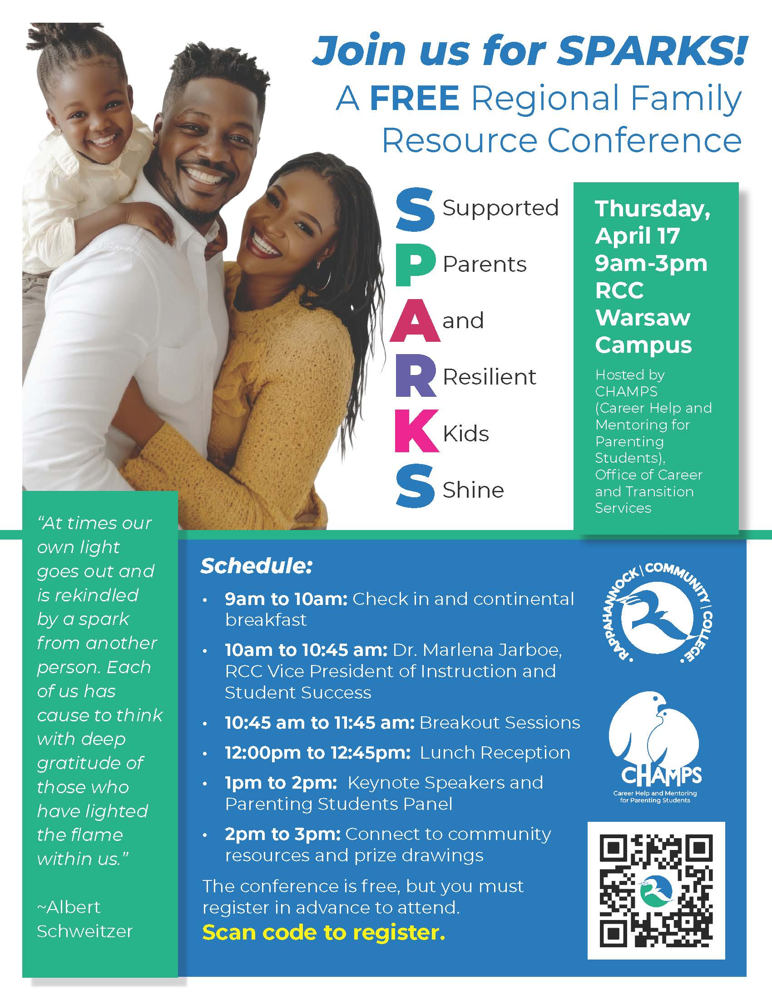 Join us for SPARKS!
A FREE Regional Family
Resource Conference
S Supported
P Parents
A and
R Resilient
K Kids
S Shine
Thursday,
April 17
9am-3pm
RCC
Warsaw
Campus
Hosted by
CHAMPS
(Career Help and
Mentoring for
Parenting
Students),
Office of Career
and Transition
Services
“At times our
own light
goes out and
is rekindled
by a spark
from another
person. Each
of us has
cause to think
with deep
gratitude of
those who
have lighted
the flame
within us.”
~Albert
Schweitzer
Schedule:
• 9am to 10am: Check in and continental
breakfast
• 10am to 10:45 am: Dr. Marlena Jarboe,
RCC Vice President of Instruction and
Student Success
• 10:45 am to 11:45 am: Breakout Sessions
• 12:00pm to 12:45pm: Lunch Reception
• 1pm to 2pm: Keynote Speakers and
Parenting Students Panel
• 2pm to 3pm: Connect to community
resources and prize drawings
The conference is free, but you must
register in advance to attend.
Scan code to register.
• RAPPAHANNOCK | COMMUNITY | COLLEGE •
CHAMPS
Career Help and Mentoring
for Parenting Students